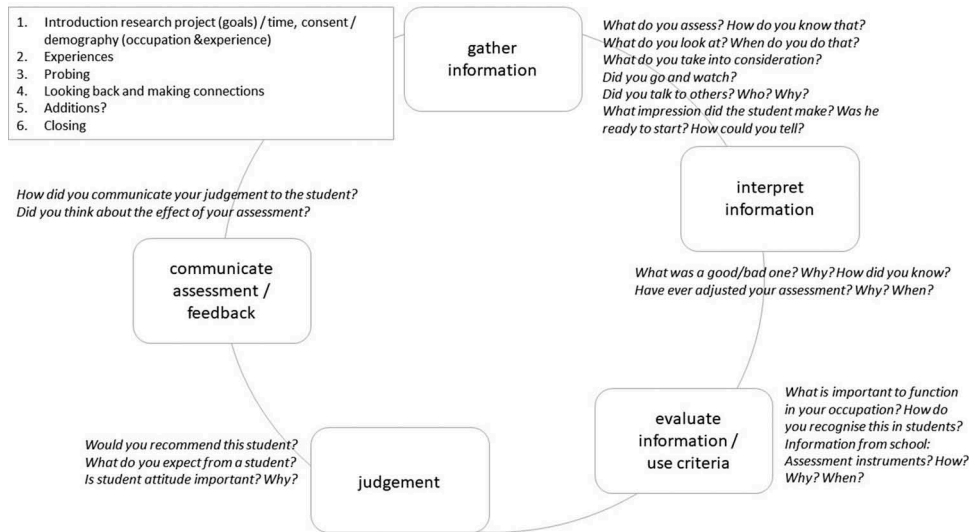 1. Introduction research project (goals) / time, consent /
demography (occupation &experience)
2. Experiences
3. Probing
4. Looking back and making connections
5. Additions?
6. Closing
gather
information
What do you assess? How do you know that?
What do you look at? When do you do that?
What do you take into consideration?
Did you go and watch?
Did you talk to others? Who? Why?
What impression did the student make? Was he
ready to start? How could you tell?
interpret
information
What was a good/bad one? Why? How did you know?
Have ever adjusted your assessment? Why? When?
evaluate
information /
use criteria
What is important to function
in your occupation? How do
you recognise this in students?
Information from school:
Assessment instruments? How?
Why? When?
judgement
Would you recommend this student?
What do you expect from a student?
Is student attitude important? Why?
communicate
assessment /
feedback
How did you communicate your judgement to the student?
Did you think about the effect of your assessment?